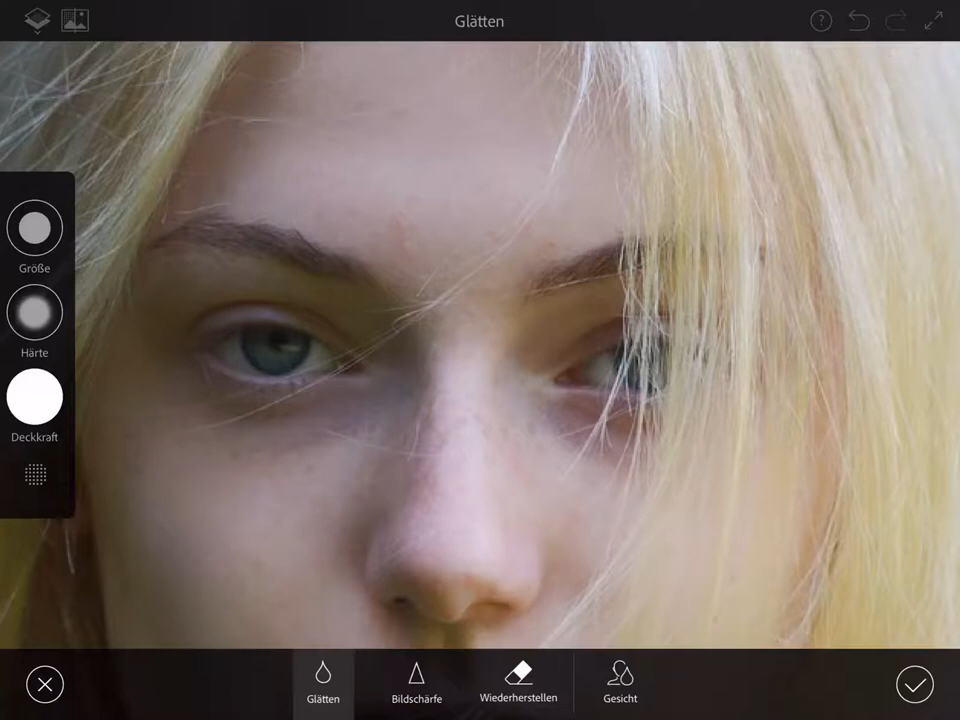 Glätten
Größe
Härte
Deckkraft
Glätten
Bildschärfe
Wiederherstellen
Gesicht